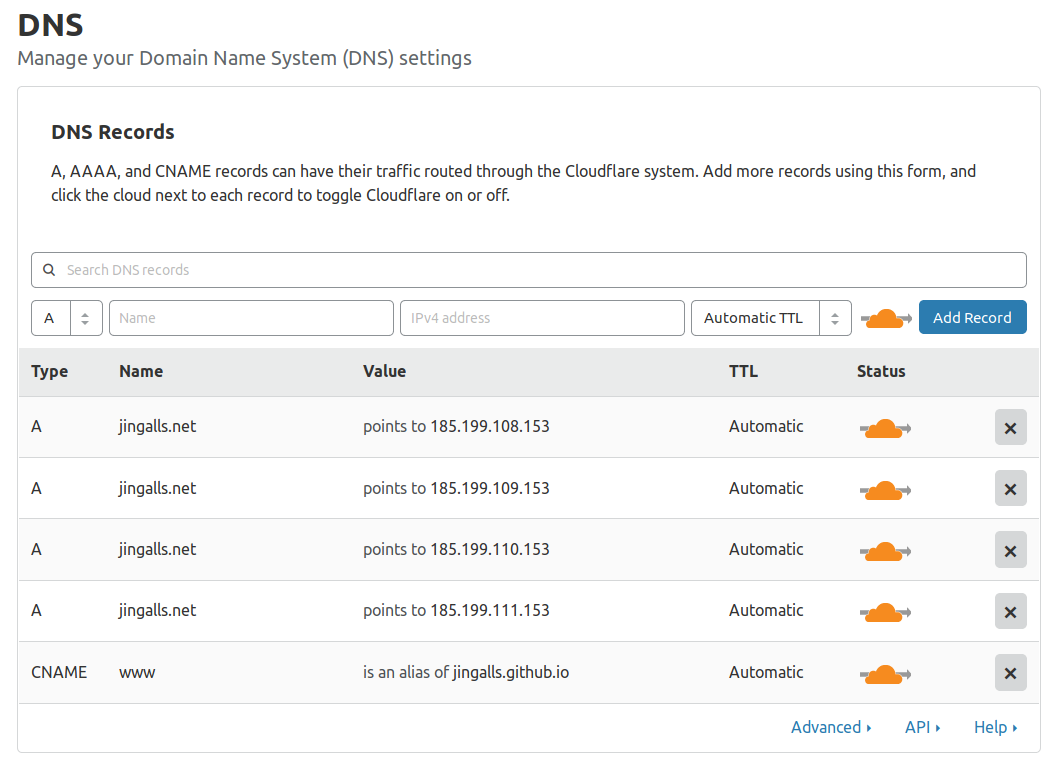 DNS
Manage your Domain Name System (DNS) settings
DNS Records
A, AAAA, and CNAME records can have their traffic routed through the Cloudflare system. Add more records using this form, and
click the cloud next to each record to toggle Cloudflare on or off.
Search DNS records
A Name IPv4 address Automatic TTL Add Record
Type Name Value TTL Status
A jingalls.net points to 185.199.108.153 Automatic
A jingalls.net points to 185.199.109.153 Automatic
A jingalls.net points to 185.199.110.153 Automatic
A jingalls.net points to 185.199.111.153 Automatic
CNAME www is an alias of jingalls.github.io Automatic
Advanced API Help